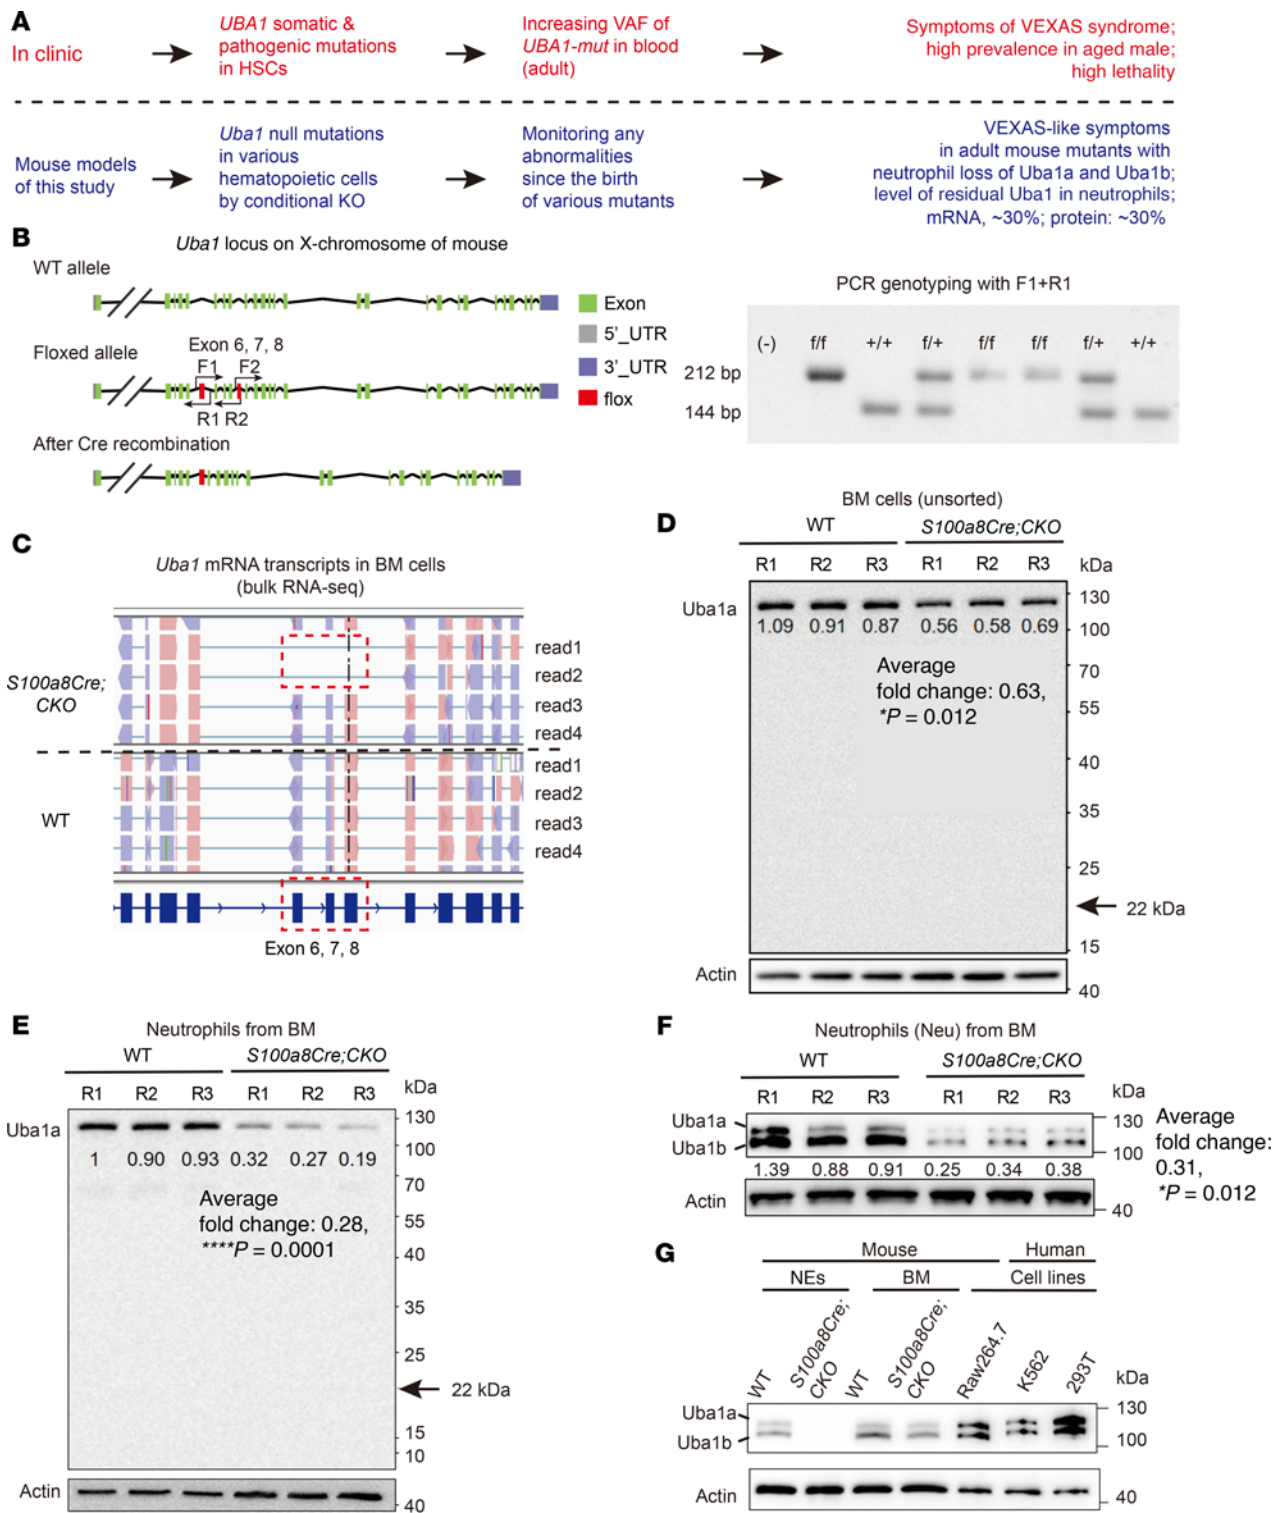 A
In clinic
UBA1 somatic &
pathogenic mutations
in HSCs
Increasing VAF of
UBA1-mut in blood
(adult)
Symptoms of VEXAS syndrome;
high prevalence in aged male;
high lethality
Mouse models
of this study
Uba1 null mutations
in various
hematopoietic cells
by conditional KO
Monitoring any
abnormalities
since the birth
of various mutants
VEXAS-like symptoms
in adult mouse mutants with
neutrophil loss of Uba1a and Uba1b;
level of residual Uba1 in neutrophils;
mRNA, ~30%; protein: ~30%
B
Uba1 locus on X-chromosome of mouse
WT allele
Floxed allele
Exon 6, 7, 8
F1 F2
R1 R2
After Cre recombination
Exon
5'_UTR
3'_UTR
flox
PCR genotyping with F1+R1
(-) f/f +/+ f/+ f/f f/f f/+ +/+
212 bp
144 bp
C
Uba1 mRNA transcripts in BM cells
(bulk RNA-seq)
S100a8Cre;
CKO
read1
read2
read3
read4
WT
read1
read2
read3
read4
Exon 6, 7, 8
D
BM cells (unsorted)
WT S100a8Cre;CKO
R1 R2 R3 R1 R2 R3 kDa
Uba1a
1.09 0.91 0.87 0.56 0.58 0.69
Average
fold change: 0.63,
*P = 0.012
130
100
70
55
40
35
25
22 kDa
15
Actin
40
E
Neutrophils from BM
WT S100a8Cre;CKO
R1 R2 R3 R1 R2 R3 kDa
Uba1a
1 0.90 0.93 0.32 0.27 0.19
Average
fold change: 0.28,
****P = 0.0001
130
100
70
55
40
35
25
22 kDa
15
10
Actin
40
F
Neutrophils (Neu) from BM
WT S100a8Cre;CKO
R1 R2 R3 R1 R2 R3 kDa
Uba1a
Uba1b
130
100
1.39 0.88 0.91 0.25 0.34 0.38
Actin
40
Average
fold change:
0.31,
*P = 0.012
G
Mouse Human
NEs BM Cell lines
WT
S100a8Cre;
CKO
WT
S100a8Cre;
CKO
Raw264.7
K562
293T
kDa
Uba1a
Uba1b
130
100
Actin
40